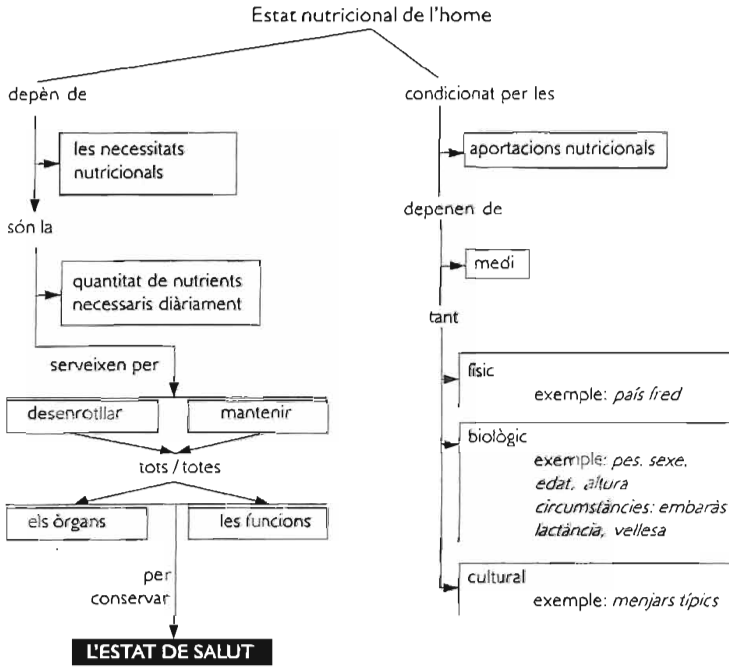 Estat nutricional de l'home
depèn de
les necessitats
nutricionals
són la
quantitat de nutrients
necessaris diàriament
serveixen per
desenrotllar
mantenir
tots / totes
els òrgans
les funcions
per
conservar
L'ESTAT DE SALUT
condicionat per les
aportacions nutricionals
depenen de
medi
tant
físic
exemple: país fred
biològic
exemple: pes. sexe.
edat, altura
circumstàncies: embaràs
lactància, vellesa
cultural
exemple: menjars típics